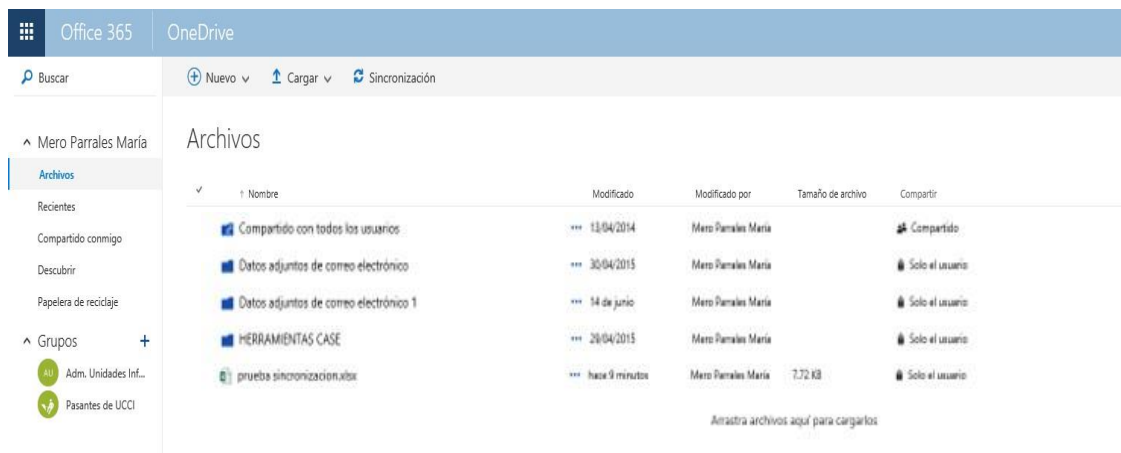 Office 365 OneDrive
Buscar
Nuevo Cargar Sincronización
Mero Parrales María
Archivos
Recientes
Compartido conmigo
Descubrir
Papelera de reciclaje
Grupos
AU Adm. Unidades Inf...
Pasantes de UCCI
Archivos
Nombre Modificado Modificado por Tamaño de archivo Compartir
Compartido con todos los usuarios ••• 13/04/2014 Mero Parrales María Compartido
Datos adjuntos de correo electrónico ••• 30/04/2015 Mero Parrales María Solo el usuario
Datos adjuntos de correo electrónico 1 ••• 14 de junio Mero Parrales María Solo el usuario
HERRAMIENTAS CASE ••• 29/04/2015 Mero Parrales María Solo el usuario
prueba sincronizacion.xlsx ••• hace 9 minutos Mero Parrales María 7.72 KB Solo el usuario
Arrastra archivos aquí para cargarlos